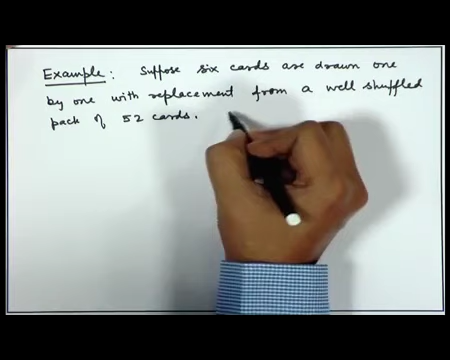 Example: Suppose six cards are drawn one
by one with replacement from a well shuffled
pack of 52 cards.